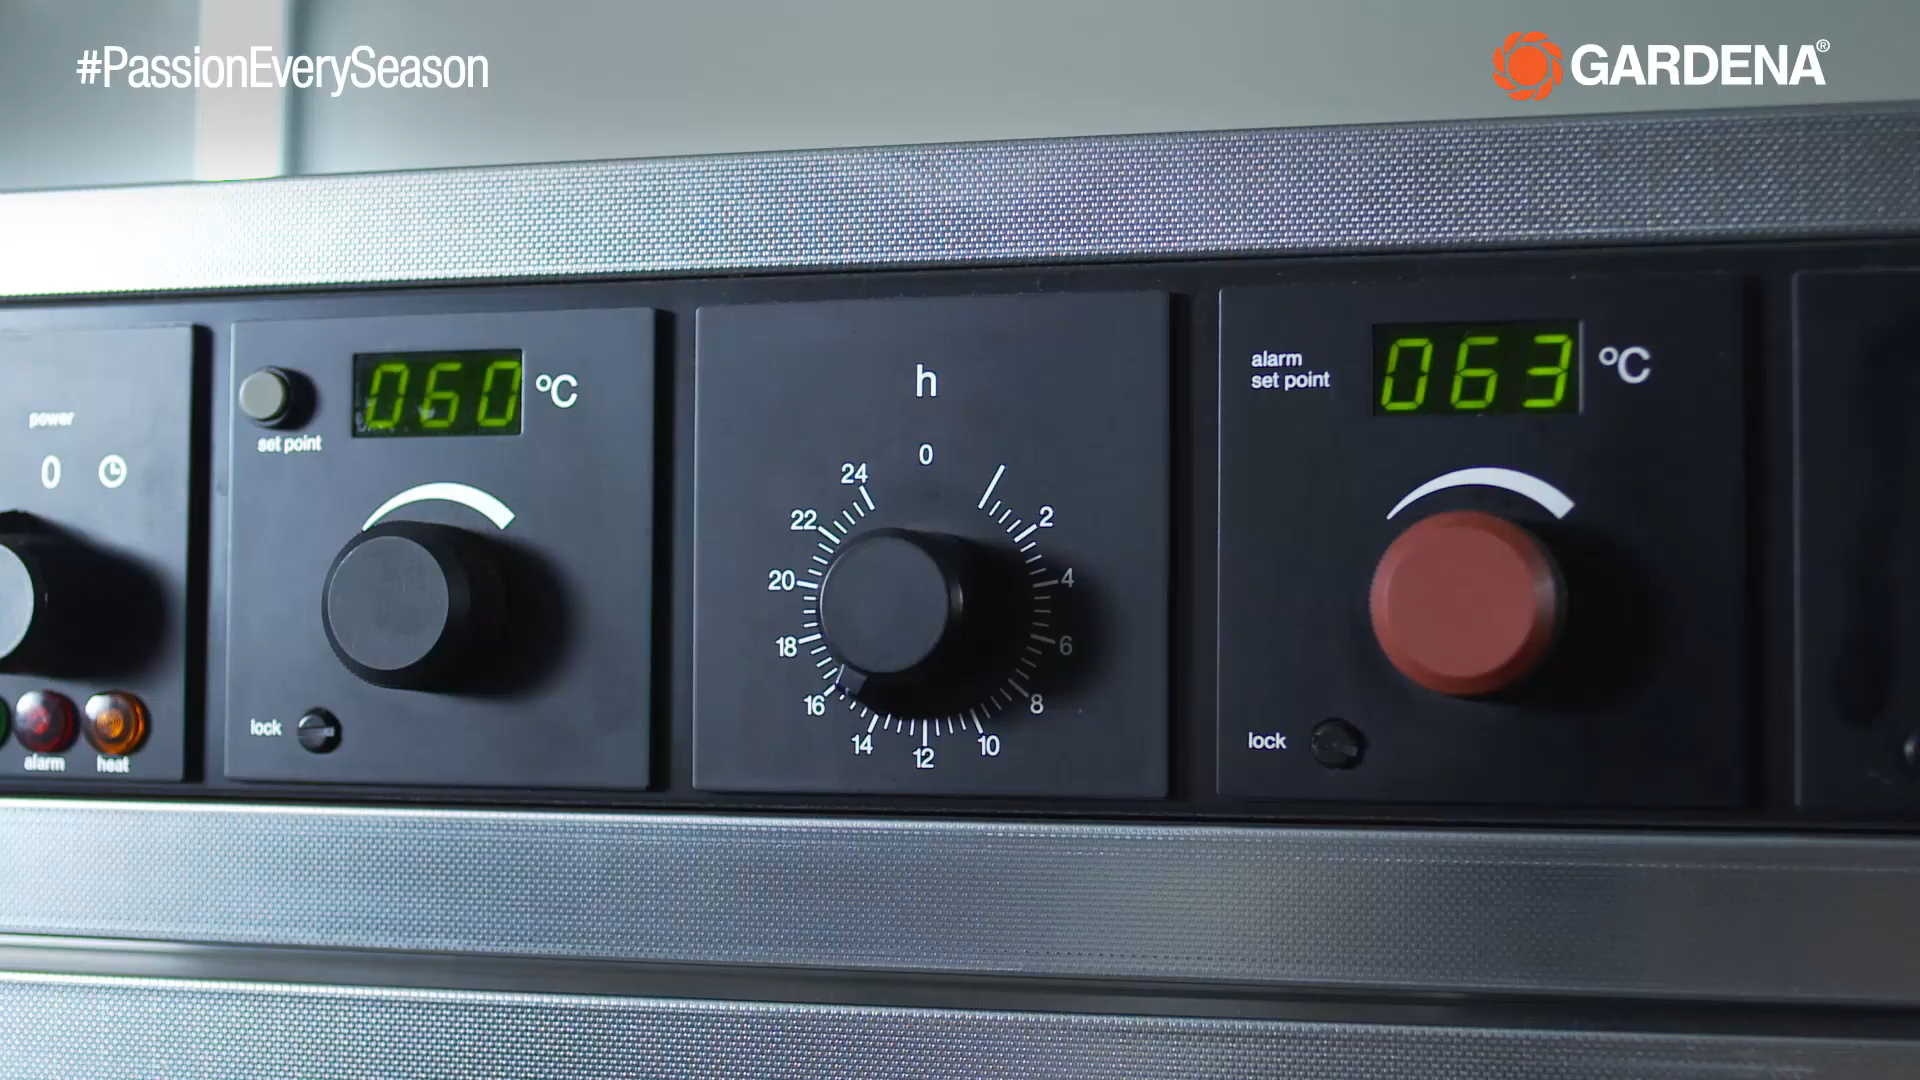 #PassionEverySeason
GARDENA®
power
0
alarm
heat
set point
060 °C
lock
h
0
2
4
6
8
10
12
14
16
18
20
22
24
alarm
set point
063 °C
lock